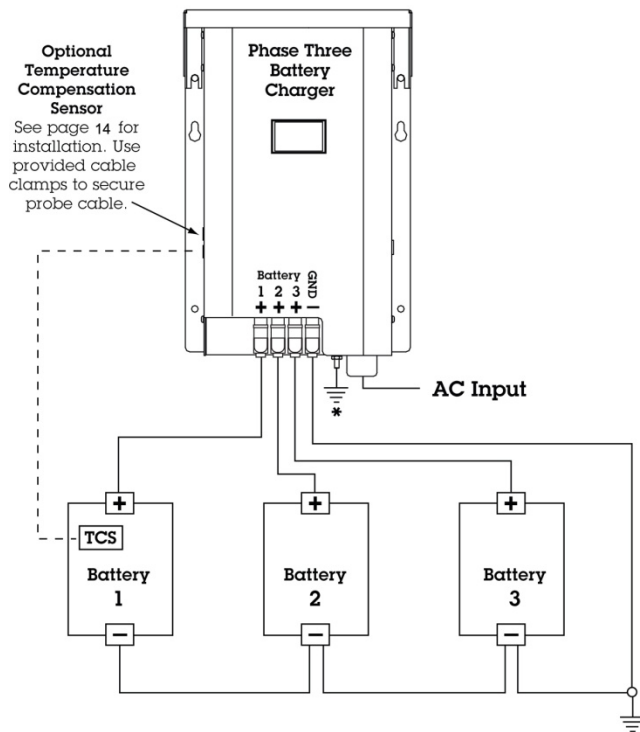 Optional
Temperature
Compensation
Sensor
See page 14 for
installation. Use
provided cable
clamps to secure
probe cable.
Phase Three
Battery
Charger
Battery
1 2 3 GND
+ + + −
*
AC Input
+
TCS
Battery
1
−
+
Battery
2
−
+
Battery
3
−